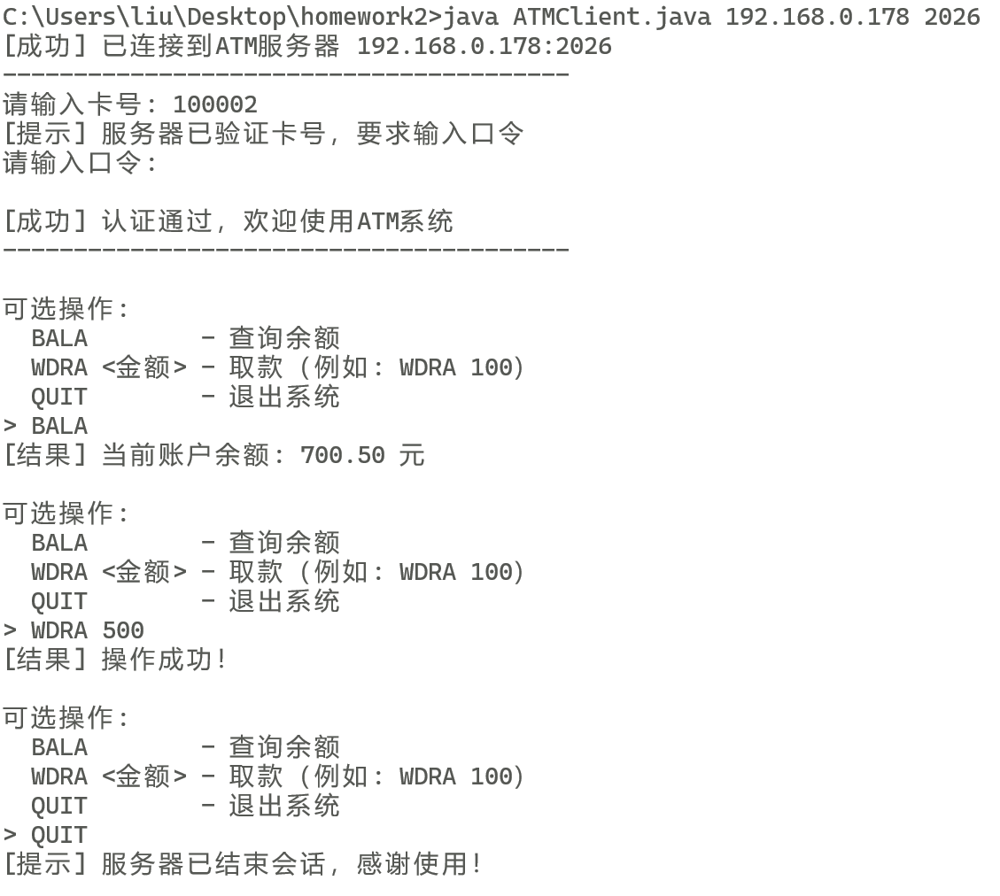 C:\Users\liu\Desktop\homework2>java ATMClient.java 192.168.0.178 2026
[成功] 已连接到ATM服务器 192.168.0.178:2026
----------------------------------------
请输入卡号: 100002
[提示] 服务器已验证卡号, 要求输入口令
请输入口令:
[成功] 认证通过, 欢迎使用ATM系统
----------------------------------------
可选操作:
  BALA        - 查询余额
  WDRA <金额> - 取款 (例如: WDRA 100)
  QUIT        - 退出系统
> BALA
[结果] 当前账户余额: 700.50 元
可选操作:
  BALA        - 查询余额
  WDRA <金额> - 取款 (例如: WDRA 100)
  QUIT        - 退出系统
> WDRA 500
[结果] 操作成功!
可选操作:
  BALA        - 查询余额
  WDRA <金额> - 取款 (例如: WDRA 100)
  QUIT        - 退出系统
> QUIT
[提示] 服务器已结束会话, 感谢使用!